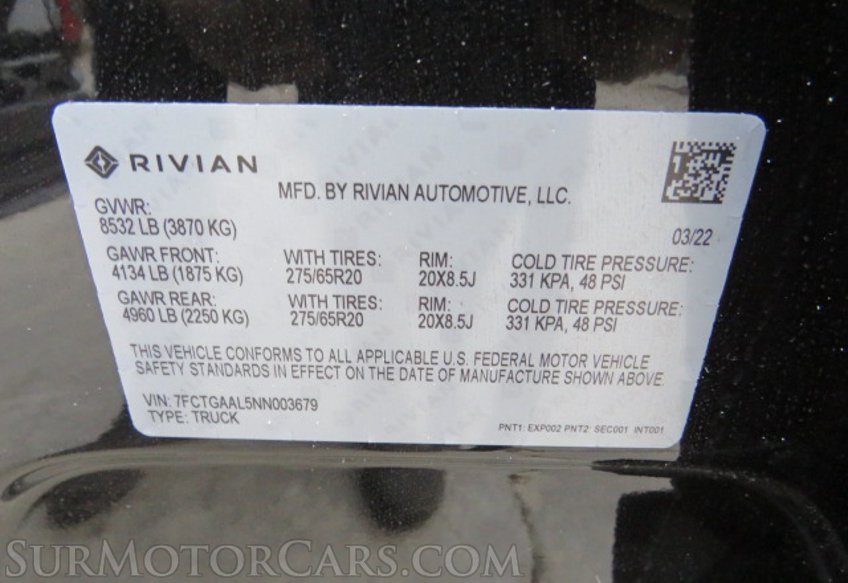 RIVIAN
MFD. BY RIVIAN AUTOMOTIVE, LLC.
GVWR:
8532 LB (3870 KG)
03/22
GAWR FRONT: WITH TIRES: RIM: COLD TIRE PRESSURE:
4134 LB (1875 KG) 275/65R20 20X8.5J 331 KPA, 48 PSI
GAWR REAR: WITH TIRES: RIM: COLD TIRE PRESSURE:
4960 LB (2250 KG) 275/65R20 20X8.5J 331 KPA, 48 PSI
THIS VEHICLE CONFORMS TO ALL APPLICABLE U.S. FEDERAL MOTOR VEHICLE
SAFETY STANDARDS IN EFFECT ON THE DATE OF MANUFACTURE SHOWN ABOVE.
VIN: 7FCTGAAL5NN003679
TYPE: TRUCK
PNT1: EXP002 PNT2: SEC001 INT001
SURMOTORCARS.COM